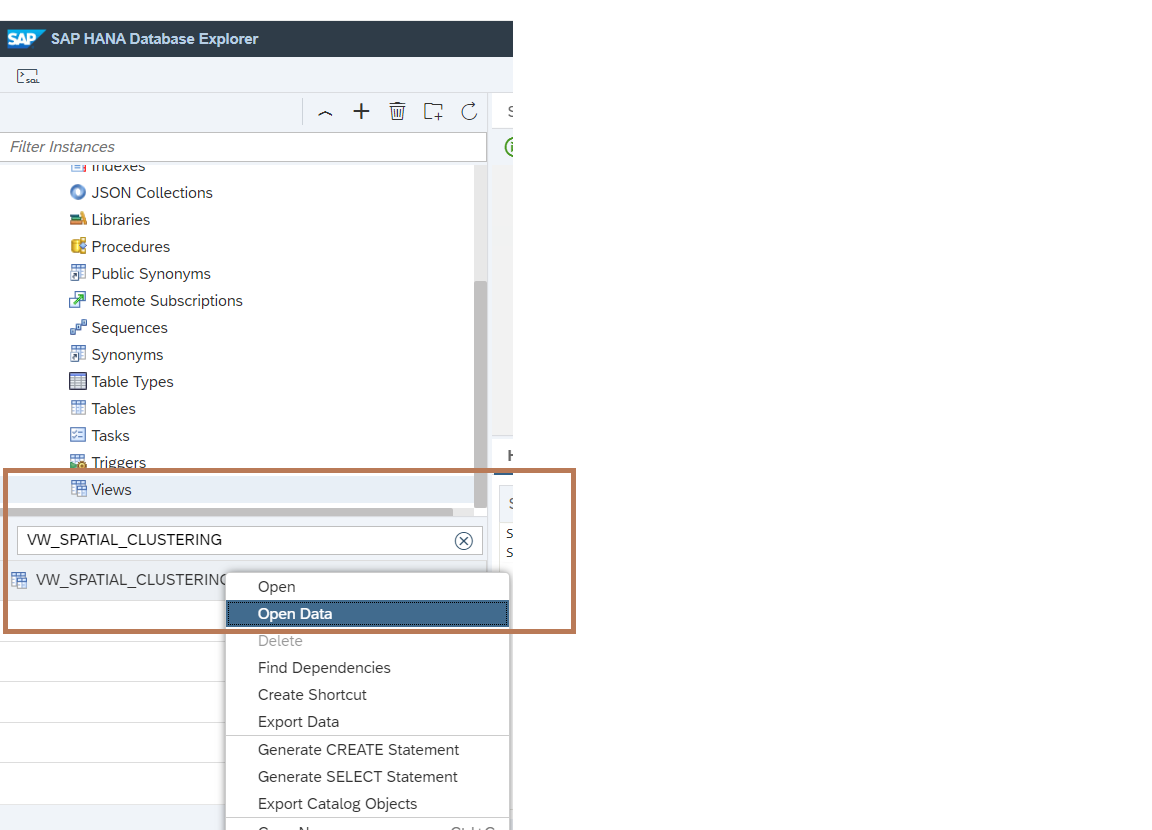 SAP SAP HANA Database Explorer
SQL
Filter Instances
Indexes
JSON Collections
Libraries
Procedures
Public Synonyms
Remote Subscriptions
Sequences
Synonyms
Table Types
Tables
Tasks
Triggers
Views
VW_SPATIAL_CLUSTERING
VW_SPATIAL_CLUSTERING
Open
Open Data
Delete
Find Dependencies
Create Shortcut
Export Data
Generate CREATE Statement
Generate SELECT Statement
Export Catalog Objects